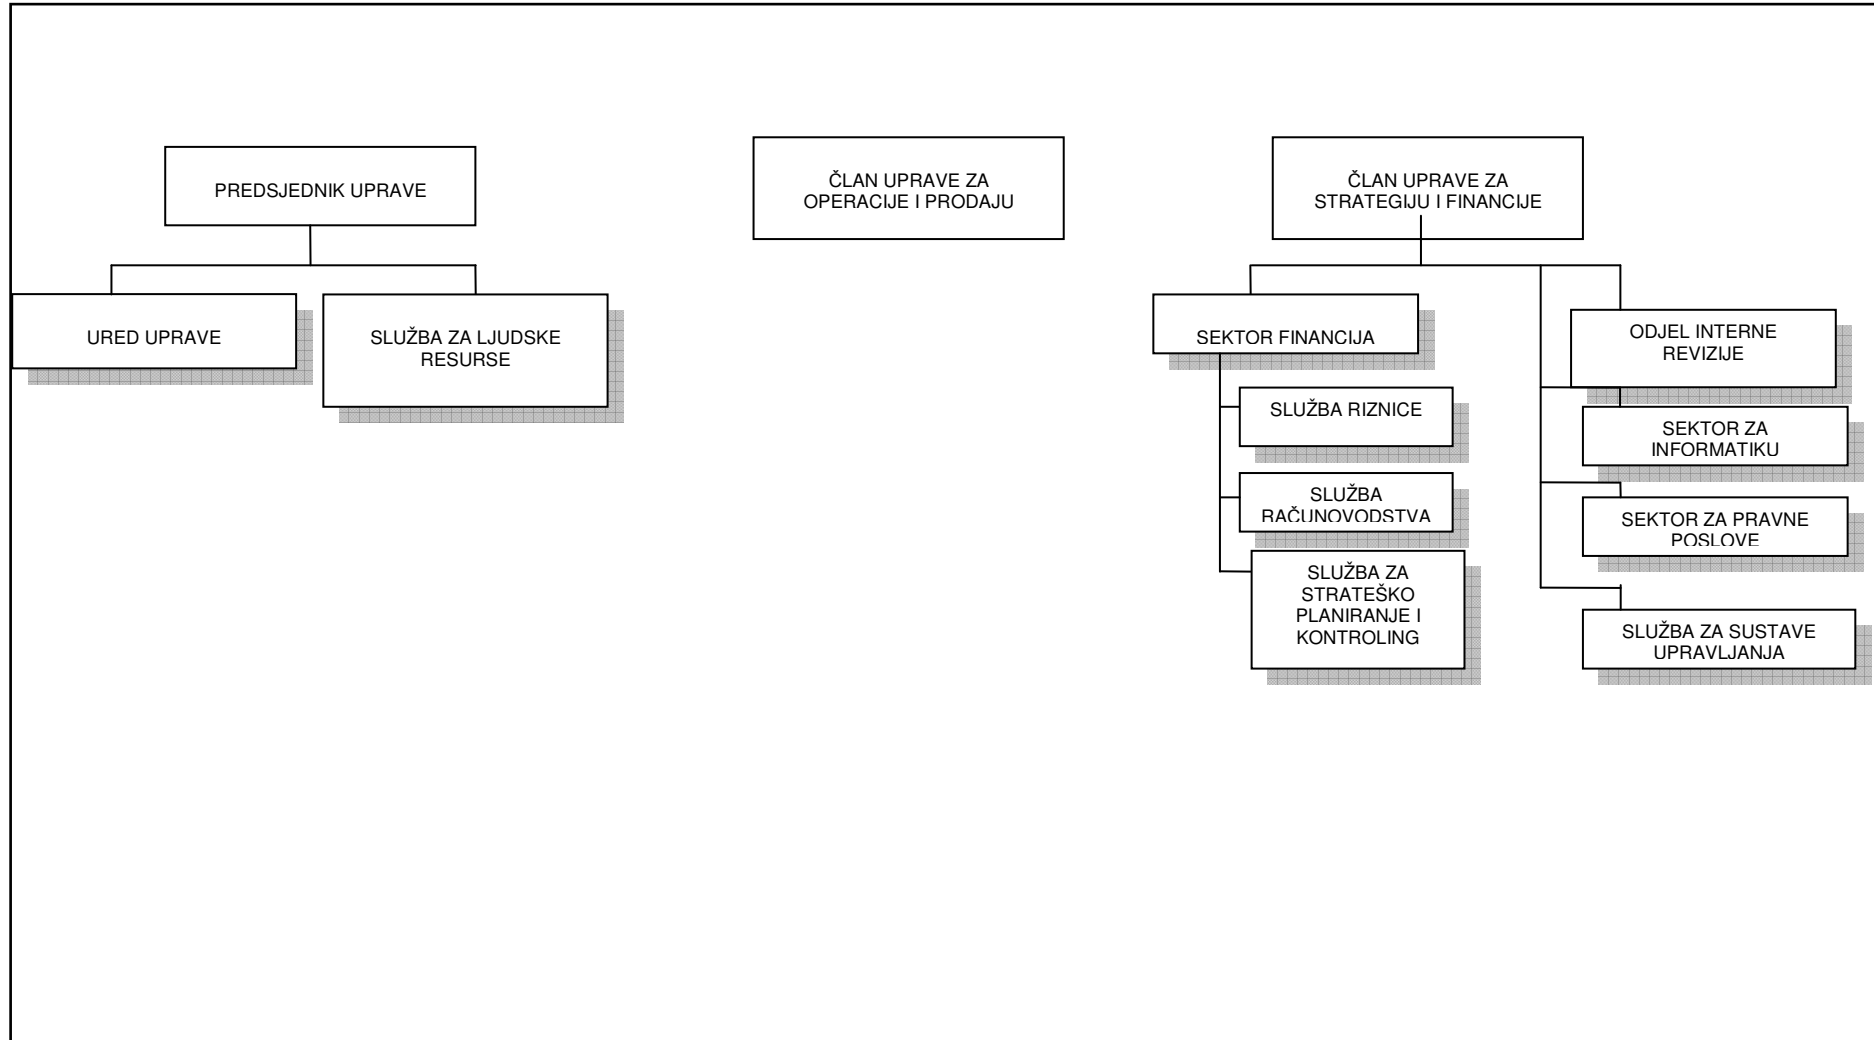 PREDSJEDNIK UPRAVE
ČLAN UPRAVE ZA
OPERACIJE I PRODAJU
ČLAN UPRAVE ZA
STRATEGIJU I FINANCIJE
URED UPRAVE
SLUŽBA ZA LJUDSKE
RESURSE
SEKTOR FINANCIJA
SLUŽBA RIZNICE
SLUŽBA
RAČUNOVODSTVA
SLUŽBA ZA
STRATEŠKO
PLANIRANJE I
KONTROLING
ODJEL INTERNE
REVIZIJE
SEKTOR ZA
INFORMATIKU
SEKTOR ZA PRAVNE
POSLOVE
SLUŽBA ZA SUSTAVE
UPRAVLJANJA